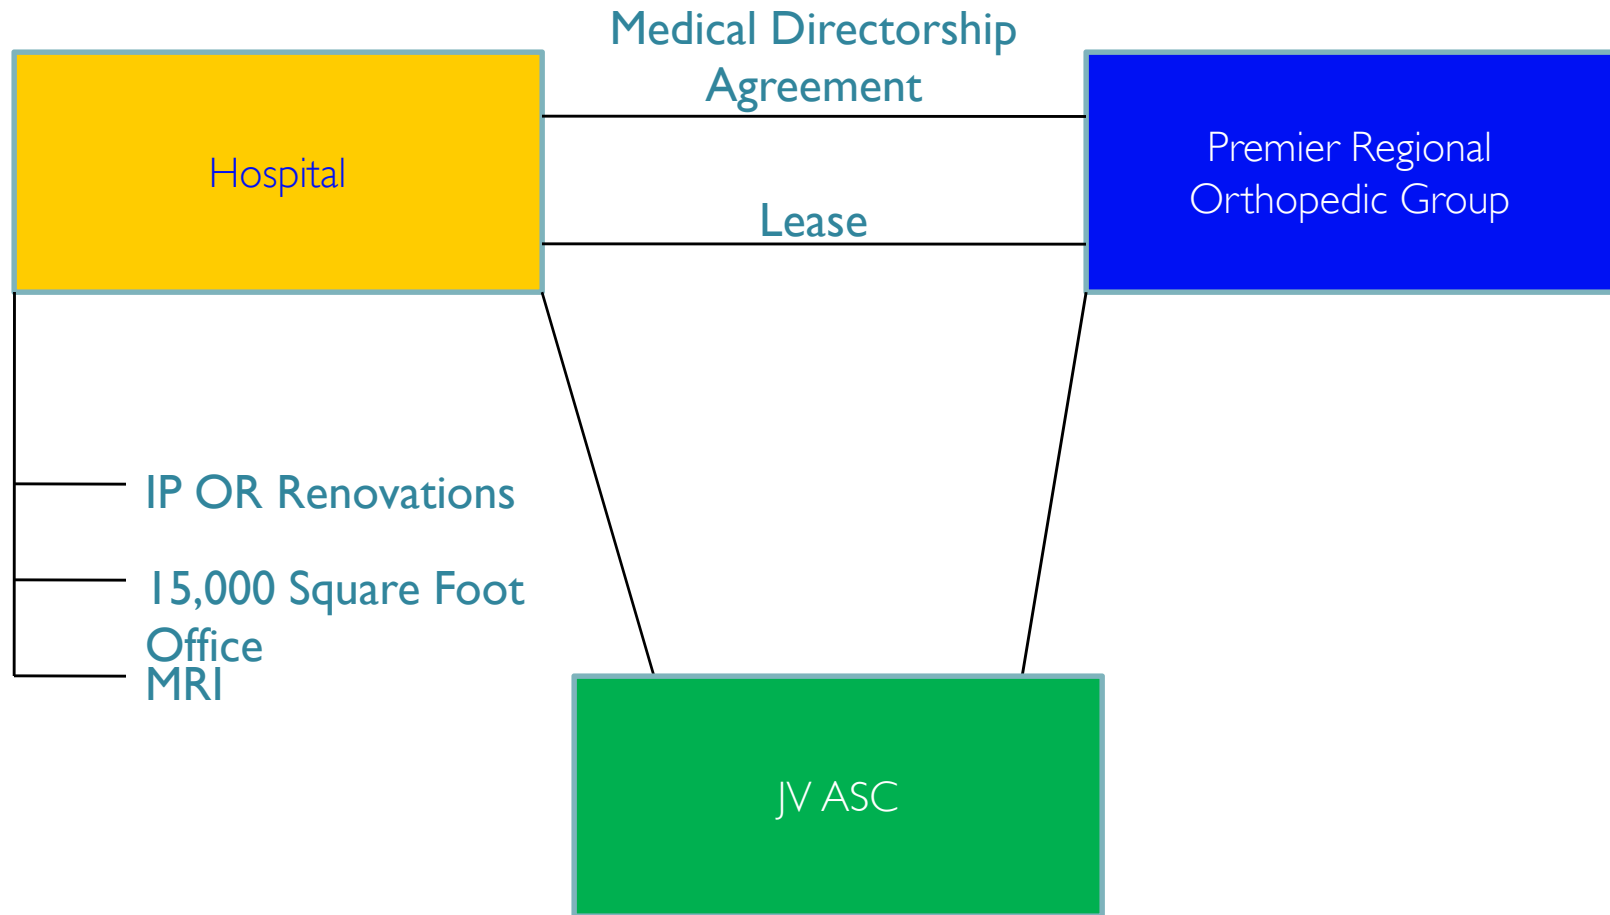 Medical Directorship
Agreement
Hospital
Premier Regional
Orthopedic Group
Lease
IP OR Renovations
15,000 Square Foot
Office
MRI
JV ASC